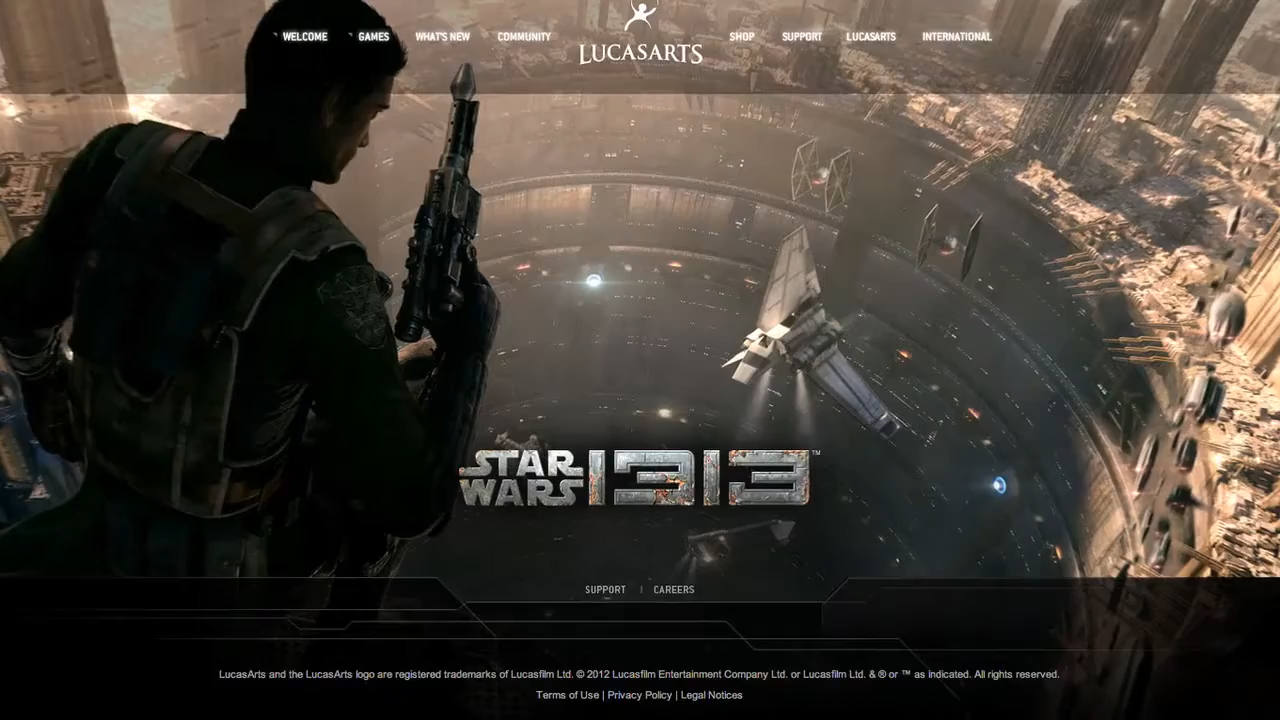 WELCOME GAMES WHAT'S NEW COMMUNITY LUCASARTS SHOP SUPPORT LUCASARTS INTERNATIONAL
STAR WARS 1313™
SUPPORT | CAREERS
LucasArts and the LucasArts logo are registered trademarks of Lucasfilm Ltd. © 2012 Lucasfilm Entertainment Company Ltd. or Lucasfilm Ltd. & ® or ™ as indicated. All rights reserved.
Terms of Use | Privacy Policy | Legal Notices